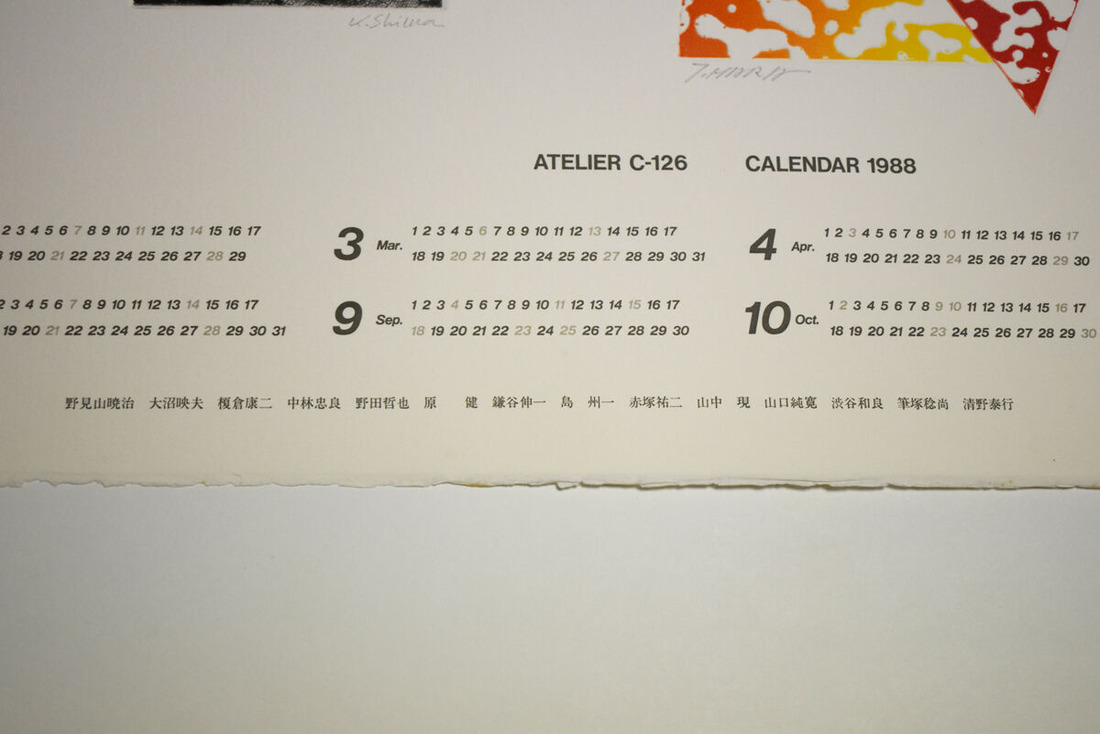 K. Shima
ATELIER C-126 CALENDAR 1988
2 3 4 5 6 7 8 9 10 11 12 13 14 15 16 17
19 20 21 22 23 24 25 26 27 28 29
3 Mar. 1 2 3 4 5 6 7 8 9 10 11 12 13 14 15 16 17
18 19 20 21 22 23 24 25 26 27 28 29 30 31
4 Apr. 1 2 3 4 5 6 7 8 9 10 11 12 13 14 15 16 17
18 19 20 21 22 23 24 25 26 27 28 29 30
2 3 4 5 6 7 8 9 10 11 12 13 14 15 16 17
19 20 21 22 23 24 25 26 27 28 29 30 31
9 Sep. 1 2 3 4 5 6 7 8 9 10 11 12 13 14 15 16 17
18 19 20 21 22 23 24 25 26 27 28 29 30
10 Oct. 1 2 3 4 5 6 7 8 9 10 11 12 13 14 15 16 17
18 19 20 21 22 23 24 25 26 27 28 29 30
野見山暁治 大沼映夫 榎倉康二 中林忠良 野田哲也 原 健 鎌谷伸一 島 州一 赤塚祐二 山中 現 山口純寛 渋谷和良 筆塚稔尚 清野泰行